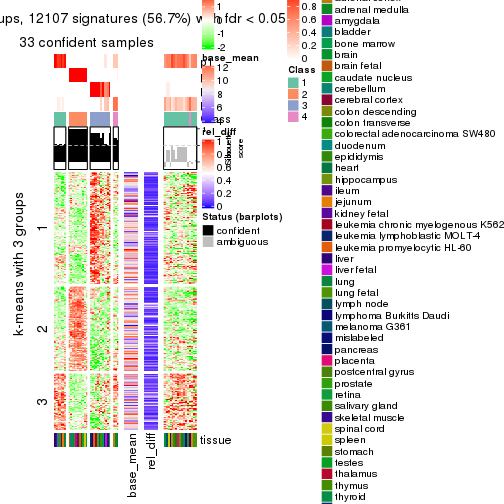 ups, 12107 signatures (56.7%) with fdr < 0.05
33 confident samples
1
0
-1
-2
base_mean
12
10
8
6
4
rel_diff
1
0.8
0.6
0.4
0.2
0
0.8
0.6
0.4
0.2
0
Class
1
2
3
4
Silhouette
score
Status (barplots)
confident
ambiguous
k-means with 3 groups
1
2
3
base_mean
rel_diff
tissue
adrenal medulla
amygdala
bladder
bone marrow
brain
brain fetal
caudate nucleus
cerebellum
cerebral cortex
colon descending
colon transverse
colorectal adenocarcinoma SW480
duodenum
epididymis
heart
hippocampus
ileum
jejunum
kidney fetal
leukemia chronic myelogenous K562
leukemia lymphoblastic MOLT-4
leukemia promyelocytic HL-60
liver
liver fetal
lung
lung fetal
lymph node
lymphoma Burkitts Daudi
melanoma G361
mislabeled
pancreas
placenta
postcentral gyrus
prostate
retina
salivary gland
skeletal muscle
spinal cord
spleen
stomach
testes
thalamus
thymus
thyroid